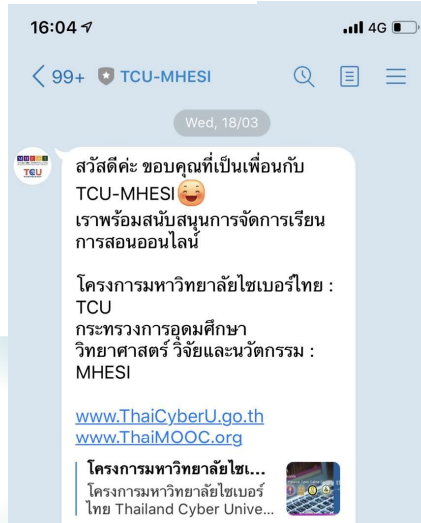 16:04
4G
99+ TCU-MHESI
Wed, 18/03
TCU
สวัสดีค่ะ ขอบคุณที่เป็นเพื่อนกับ
TCU-MHESI
เราพร้อมสนับสนุนการจัดการเรียน
การสอนออนไลน์
โครงการมหาวิทยาลัยไซเบอร์ไทย :
TCU
กระทรวงการอุดมศึกษา
วิทยาศาสตร์ วิจัยและนวัตกรรม :
MHESI
www.ThaiCyberU.go.th
www.ThaiMOOC.org
โครงการมหาวิทยาลัยไซเ...
โครงการมหาวิทยาลัยไซเบอร์
ไทย Thailand Cyber Unive...